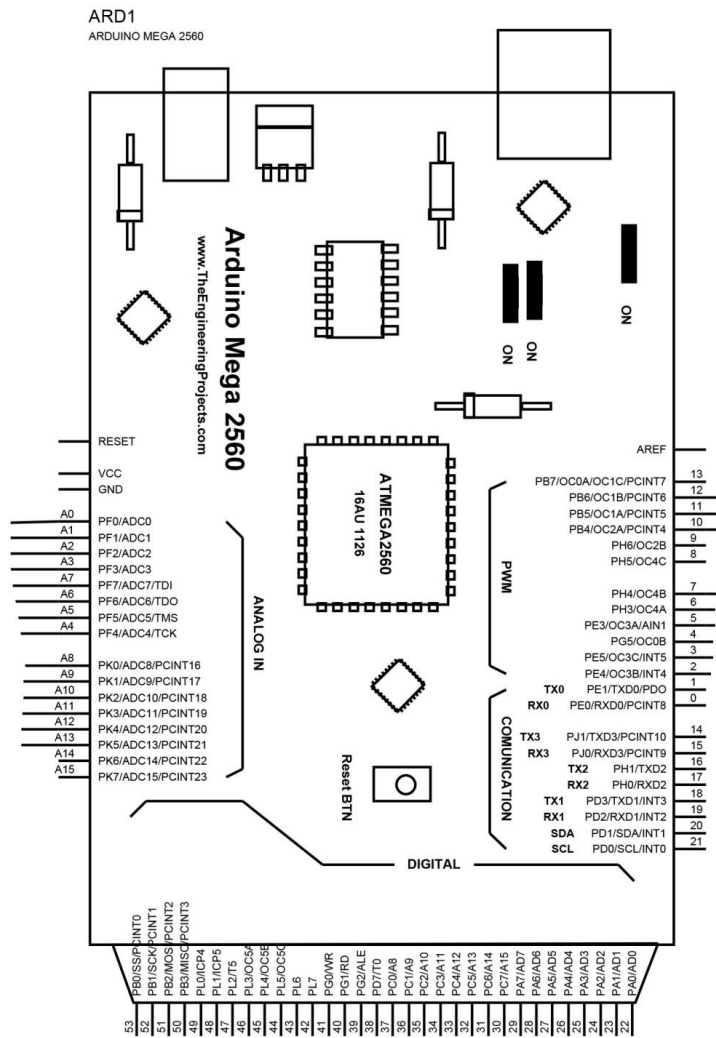 ARD1
ARDUINO MEGA 2560
Arduino Mega 2560
www.TheEngineeringProjects.com
ON
ON
ON
ATMEGA2560
16AU 1126
RESET
VCC
GND
A0 PF0/ADC0
A1 PF1/ADC1
A2 PF2/ADC2
A3 PF3/ADC3
A7 PF7/ADC7/TDI
A6 PF6/ADC6/TDO
A5 PF5/ADC5/TMS
A4 PF4/ADC4/TCK
A8 PK0/ADC8/PCINT16
A9 PK1/ADC9/PCINT17
A10 PK2/ADC10/PCINT18
A11 PK3/ADC11/PCINT19
A12 PK4/ADC12/PCINT20
A13 PK5/ADC13/PCINT21
A14 PK6/ADC14/PCINT22
A15 PK7/ADC15/PCINT23
ANALOG IN
AREF
PB7/OC0A/OC1C/PCINT7 13
PB6/OC1B/PCINT6 12
PB5/OC1A/PCINT5 11
PB4/OC2A/PCINT4 10
PH6/OC2B 9
PH5/OC4C 8
PH4/OC4B 7
PH3/OC4A 6
PE3/OC3A/AIN1 5
PG5/OC0B 4
PE5/OC3C/INT5 3
PE4/OC3B/INT4 2
PWM
TX0 PE1/TXD0/PDO 1
RX0 PE0/RXD0/PCINT8 0
TX3 PJ1/TXD3/PCINT10 14
RX3 PJ0/RXD3/PCINT9 15
TX2 PH1/TXD2 16
RX2 PH0/RXD2 17
TX1 PD3/TXD1/INT3 18
RX1 PD2/RXD1/INT2 19
SDA PD1/SDA/INT1 20
SCL PD0/SCL/INT0 21
COMUNICATION
Reset BTN
DIGITAL
PB0/SS/PCINT0 53
PB1/SCK/PCINT1 52
PB2/MOSI/PCINT2 51
PB3/MISO/PCINT3 50
PL0/ICP4 49
PL1/ICP5 48
PL2/T5 47
PL3/OC5A 46
PL4/OC5B 45
PL5/OC5C 44
PL6 43
PL7 42
PG0/WR 41
PG1/RD 40
PG2/ALE 39
PD7/T0 38
PC0/A8 37
PC1/A9 36
PC2/A10 35
PC3/A11 34
PC4/A12 33
PC5/A13 32
PC6/A14 31
PC7/A15 30
PA7/AD7 29
PA6/AD6 28
PA5/AD5 27
PA4/AD4 26
PA3/AD3 25
PA2/AD2 24
PA1/AD1 23
PA0/AD0 22